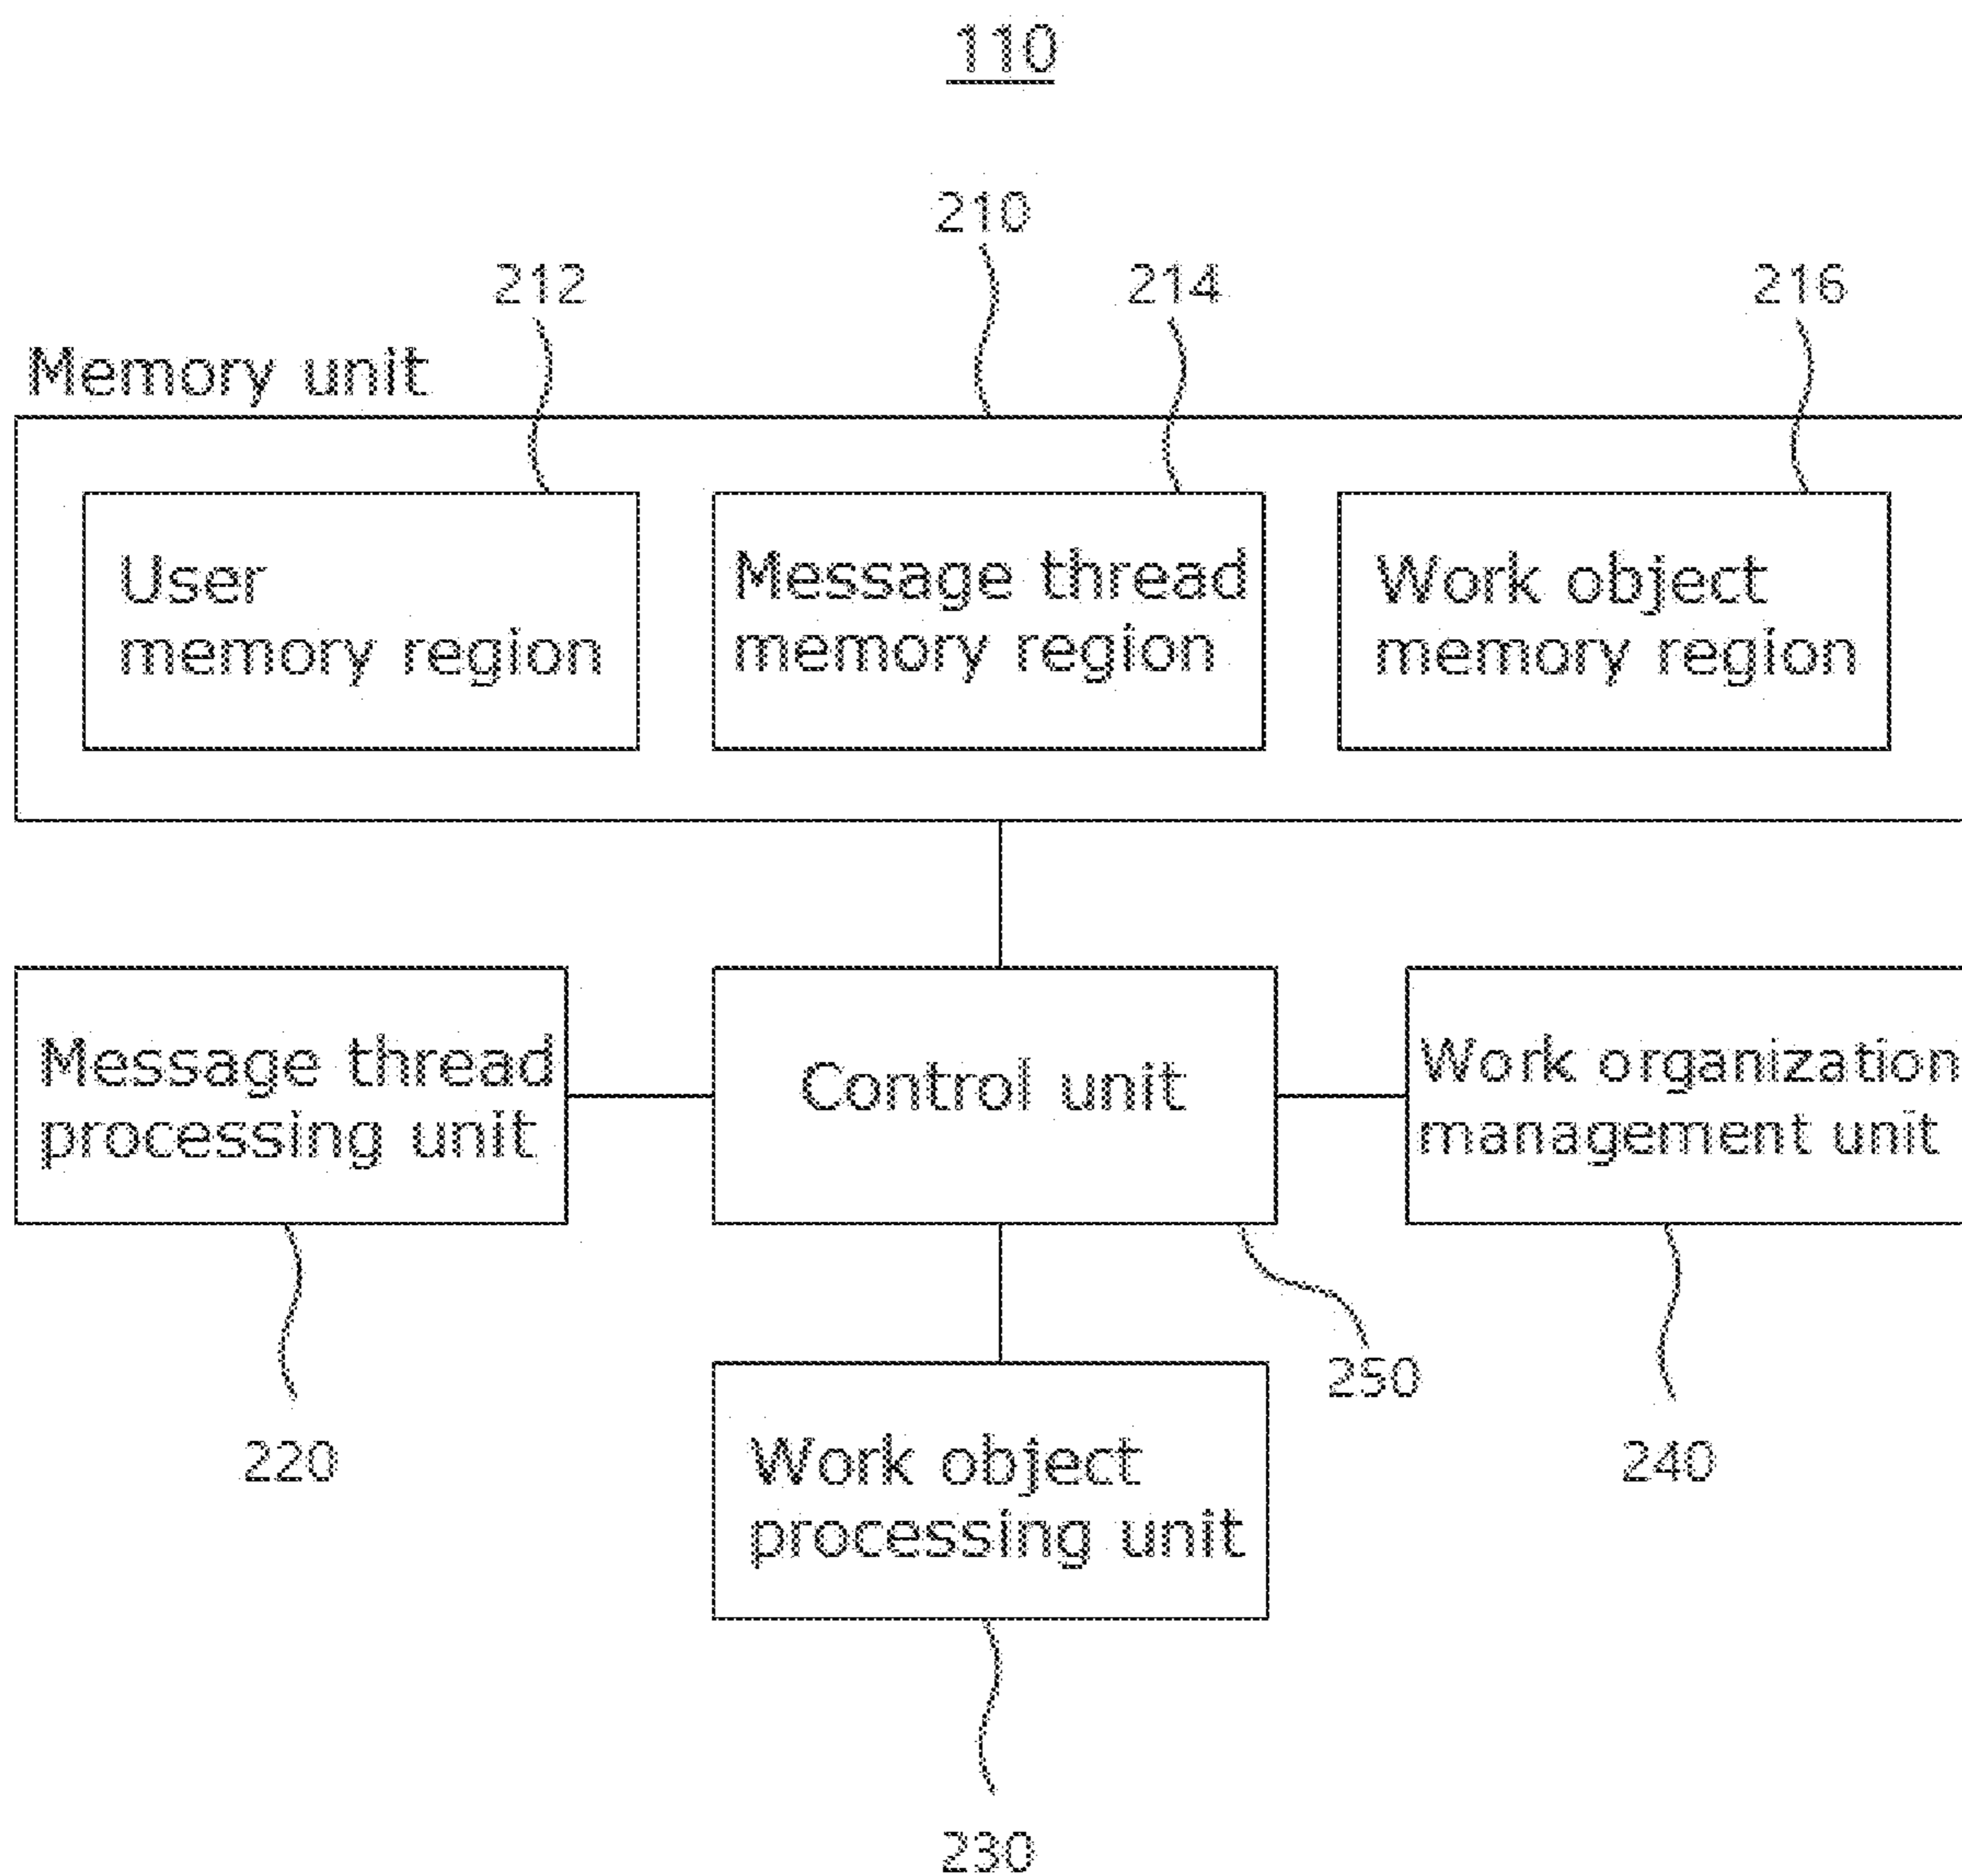 110
210
212
214
216
Memory unit
User
memory region
Message thread
memory region
Work object
memory region
Message thread
processing unit
Control unit
Work organization
management unit
250
220
240
Work object
processing unit
230